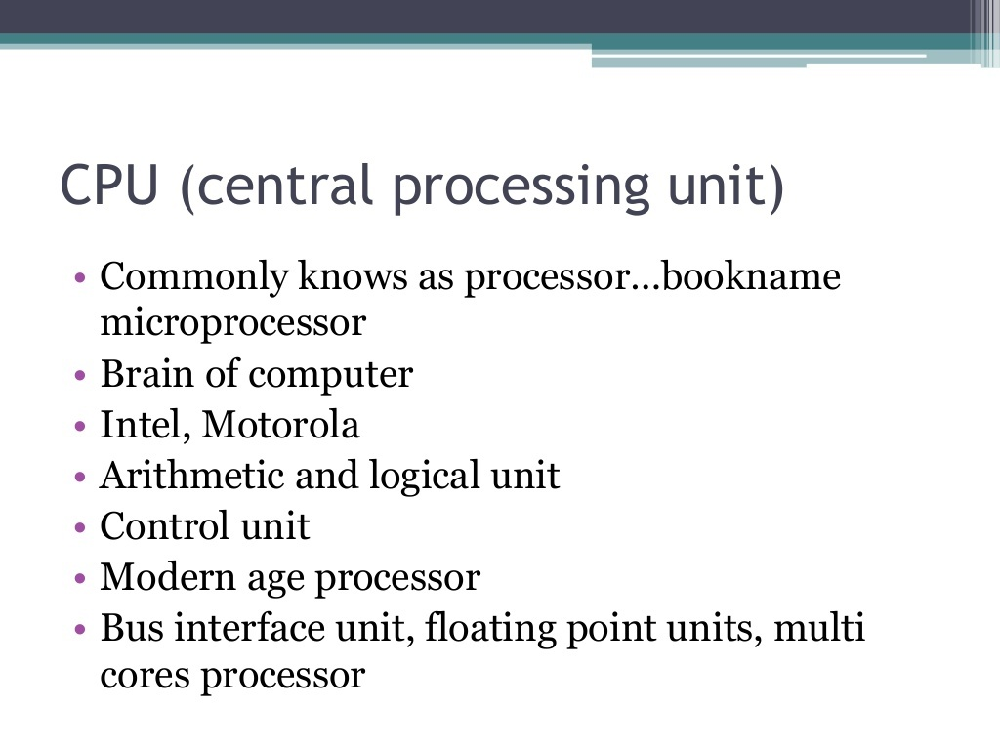 CPU (central processing unit)
• Commonly knows as processor...bookname
microprocessor
• Brain of computer
• Intel, Motorola
• Arithmetic and logical unit
• Control unit
• Modern age processor
• Bus interface unit, floating point units, multi
cores processor